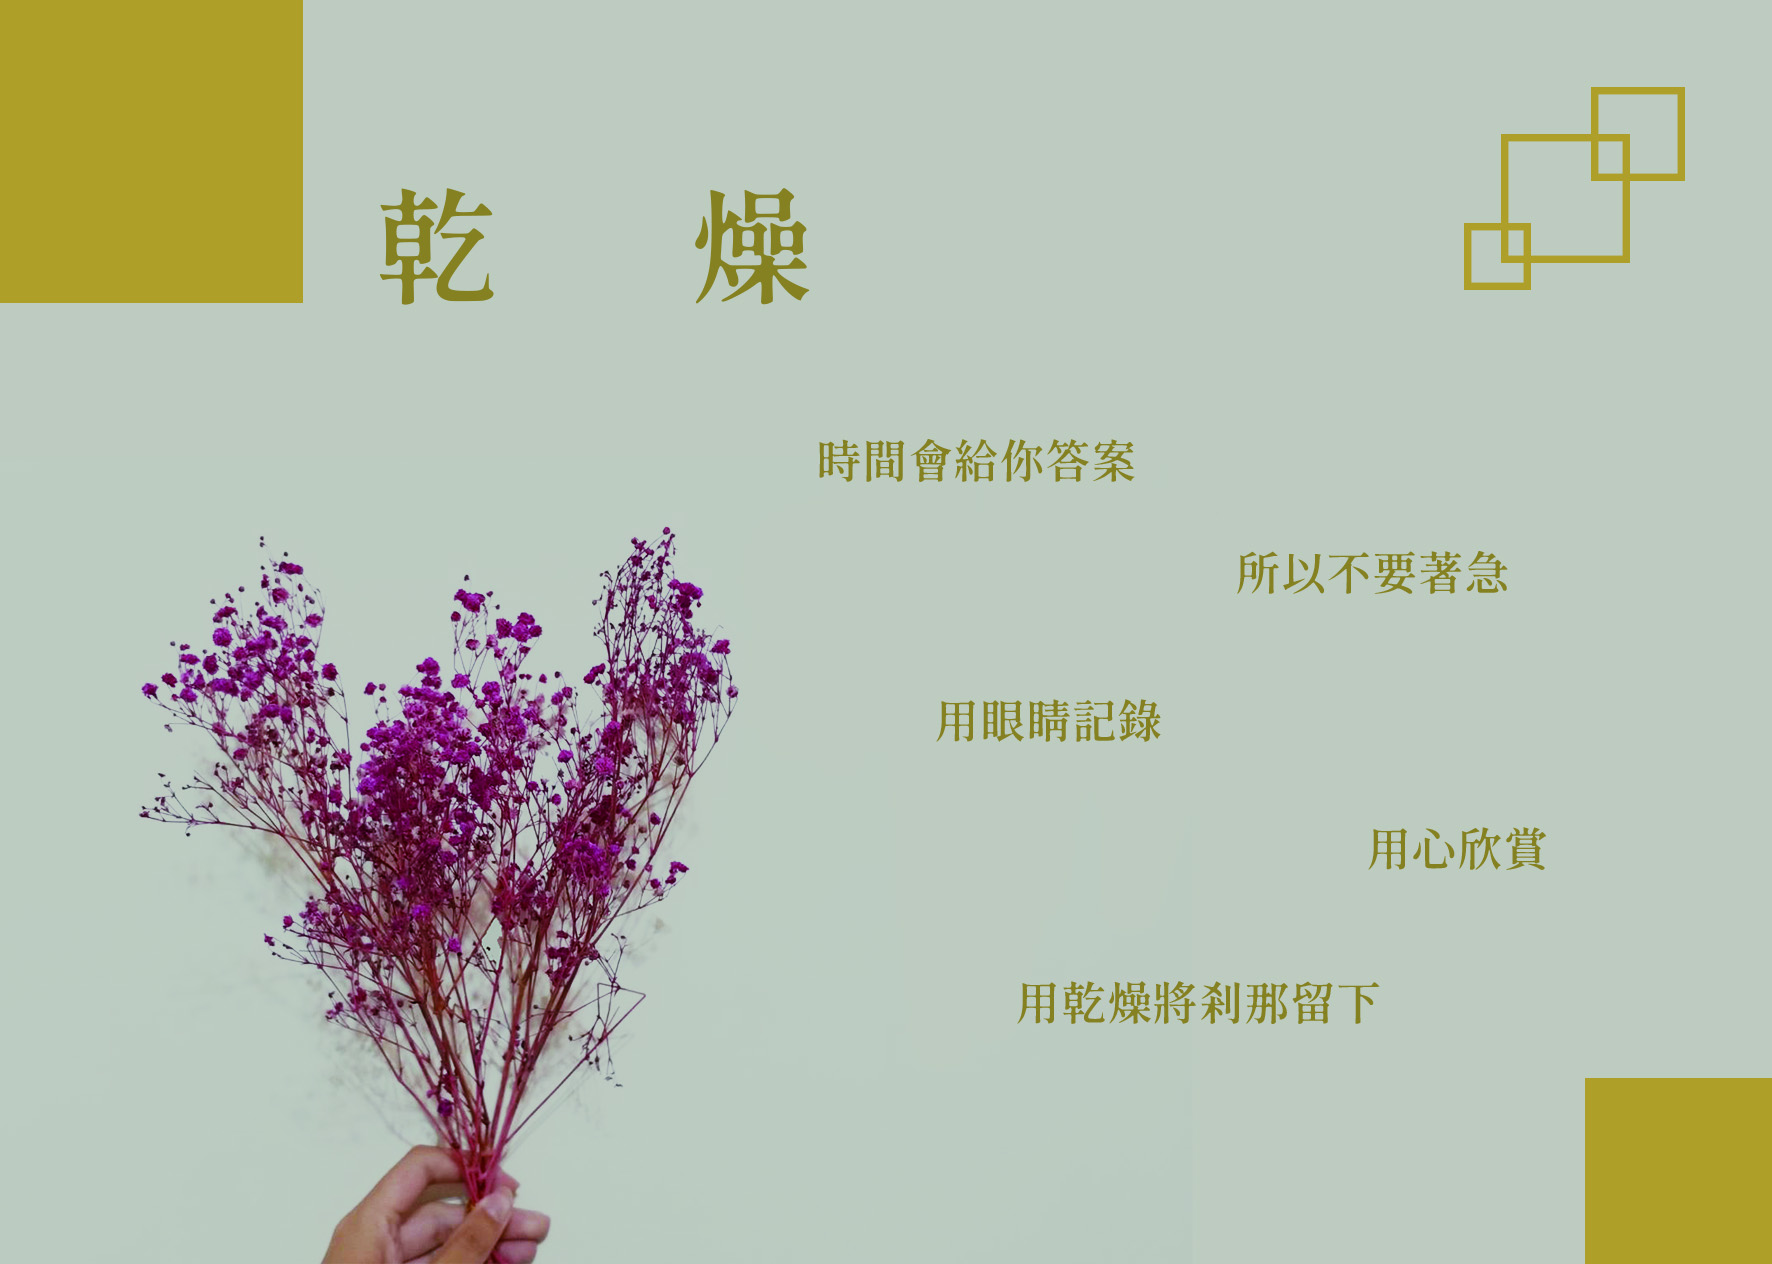 乾燥
時間會給你答案
所以不要著急
用眼睛記錄
用心欣賞
用乾燥將剎那留下